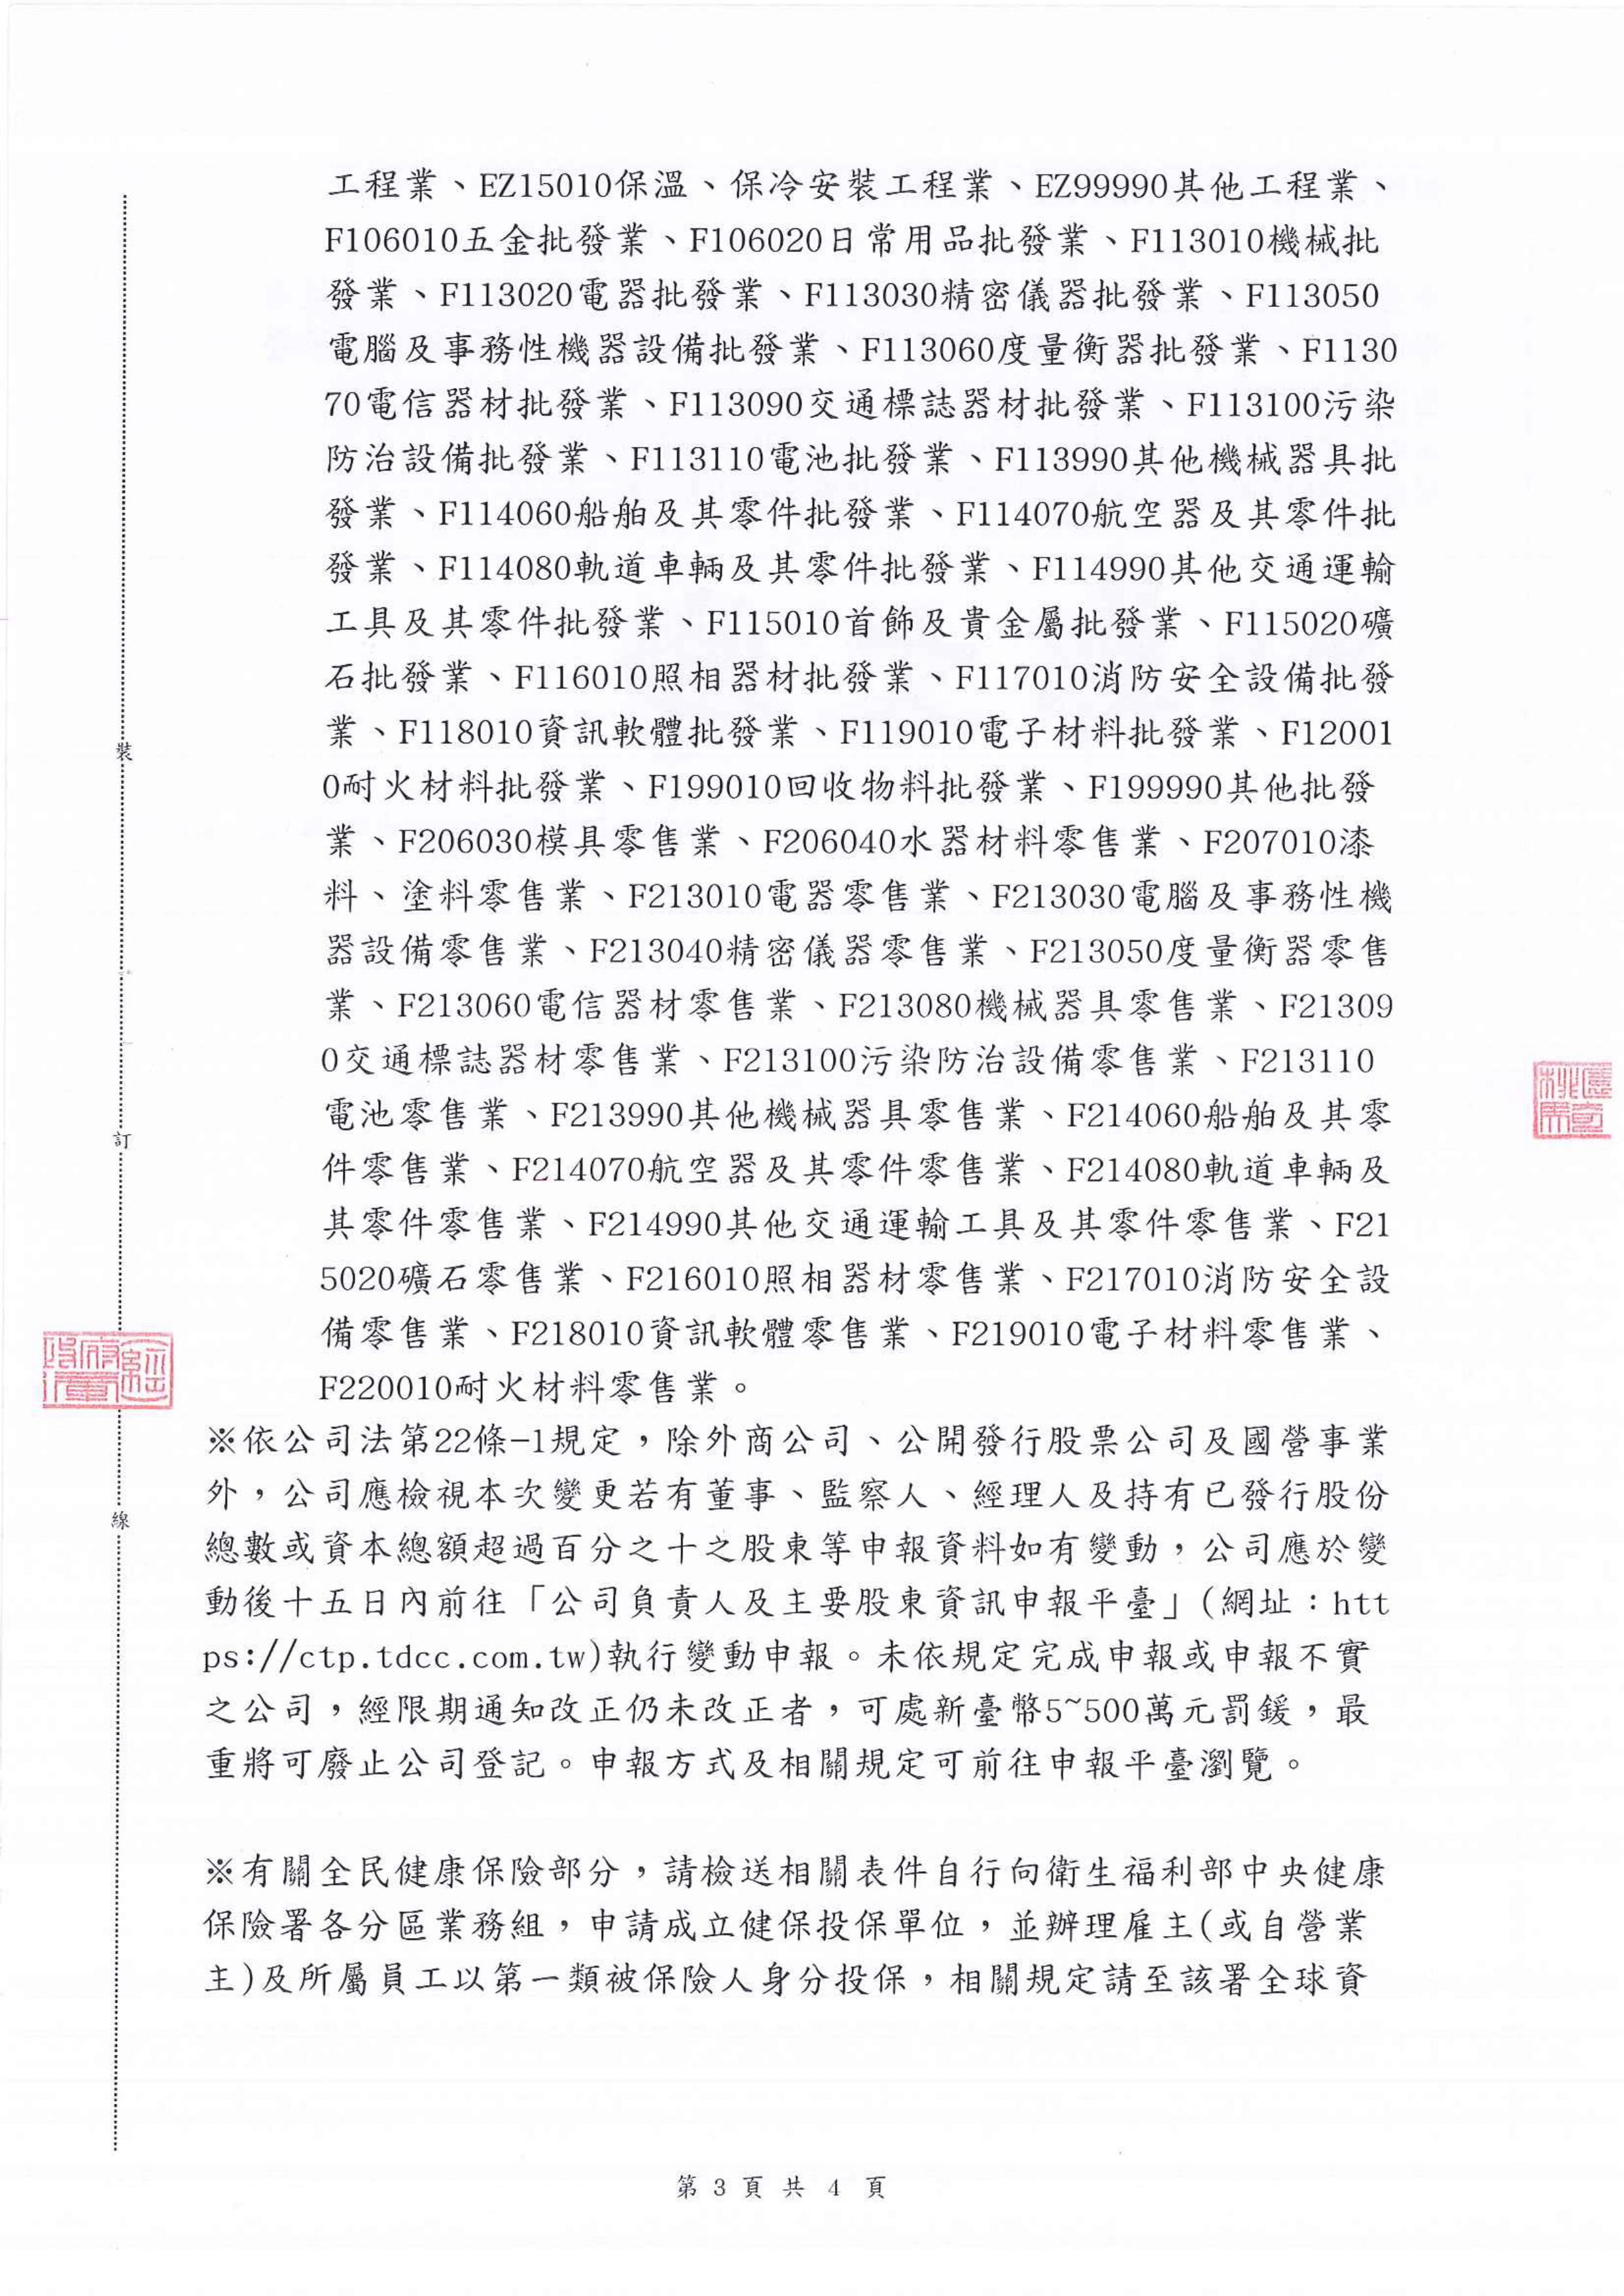 工程業、EZ15010保溫、保冷安裝工程業、EZ99990其他工程業、
F106010五金批發業、F106020日常用品批發業、F113010機械批
發業、F113020電器批發業、F113030精密儀器批發業、F113050
電腦及事務性機器設備批發業、F113060度量衡器批發業、F1130
70電信器材批發業、F113090交通標誌器材批發業、F113100污染
防治設備批發業、F113110電池批發業、F113990其他機械器具批
發業、F114060船舶及其零件批發業、F114070航空器及其零件批
發業、F114080軌道車輛及其零件批發業、F114990其他交通運輸
工具及其零件批發業、F115010首飾及貴金屬批發業、F115020礦
石批發業、F116010照相器材批發業、F117010消防安全設備批發
業、F118010資訊軟體批發業、F119010電子材料批發業、F12001
0耐火材料批發業、F199010回收物料批發業、F199990其他批發
業、F206030模具零售業、F206040水器材料零售業、F207010漆
料、塗料零售業、F213010電器零售業、F213030電腦及事務性機
器設備零售業、F213040精密儀器零售業、F213050度量衡器零售
業、F213060電信器材零售業、F213080機械器具零售業、F21309
0交通標誌器材零售業、F213100污染防治設備零售業、F213110
電池零售業、F213990其他機械器具零售業、F214060船舶及其零
件零售業、F214070航空器及其零件零售業、F214080軌道車輛及
其零件零售業、F214990其他交通運輸工具及其零件零售業、F21
5020礦石零售業、F216010照相器材零售業、F217010消防安全設
備零售業、F218010資訊軟體零售業、F219010電子材料零售業、
F220010耐火材料零售業。
※依公司法第22條-1規定，除外商公司、公開發行股票公司及國營事業
外，公司應檢視本次變更若有董事、監察人、經理人及持有已發行股份
總數或資本總額超過百分之十之股東等申報資料如有變動，公司應於變
動後十五日內前往「公司負責人及主要股東資訊申報平臺」(網址：htt
ps://ctp.tdcc.com.tw)執行變動申報。未依規定完成申報或申報不實
之公司，經限期通知改正仍未改正者，可處新臺幣5~500萬元罰鍰，最
重將可廢止公司登記。申報方式及相關規定可前往申報平臺瀏覽。
※有關全民健康保險部分，請檢送相關表件自行向衛生福利部中央健康
保險署各分區業務組，申請成立健保投保單位，並辦理雇主(或自營業
主)及所屬員工以第一類被保險人身分投保，相關規定請至該署全球資
裝
訂
線
第 3 頁 共 4 頁